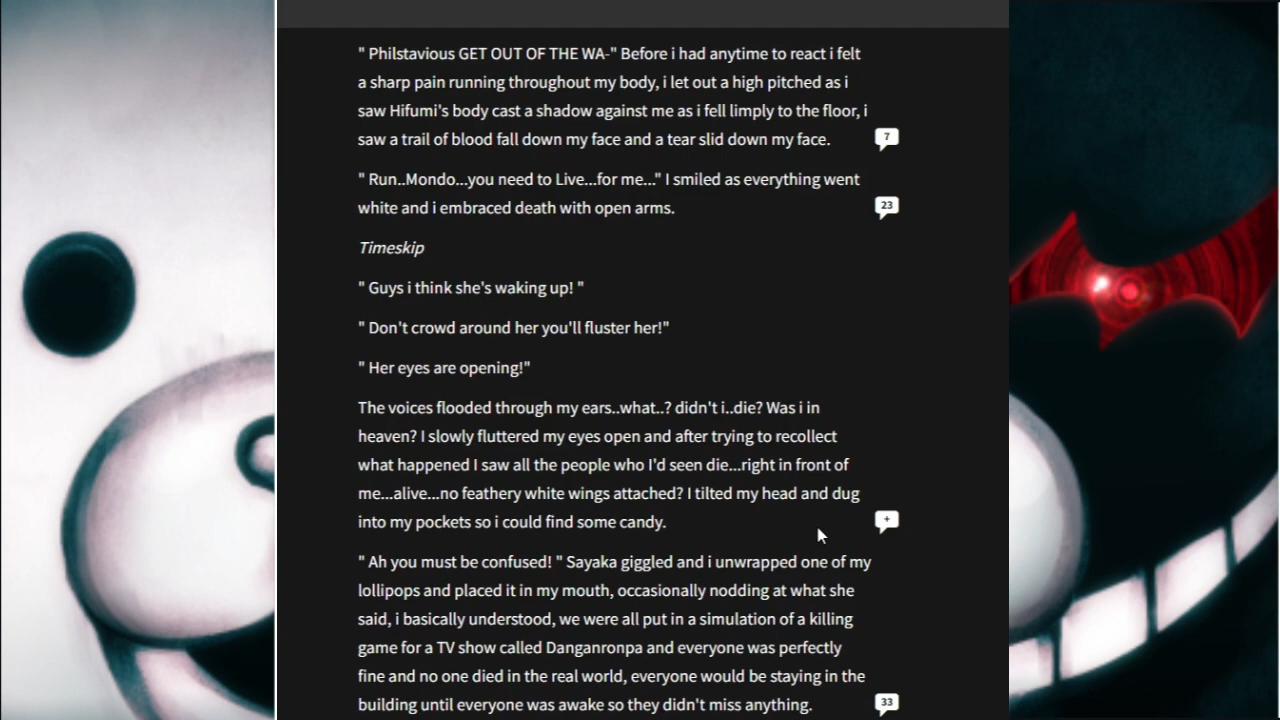 " Philstavious GET OUT OF THE WA-" Before i had anytime to react i felt
a sharp pain running throughout my body, i let out a high pitched as i
saw Hifumi's body cast a shadow against me as i fell limply to the floor, i
saw a trail of blood fall down my face and a tear slid down my face.
7
" Run..Mondo...you need to Live...for me..." I smiled as everything went
white and i embraced death with open arms.
23
Timeskip
" Guys i think she's waking up! "
" Don't crowd around her you'll fluster her!"
" Her eyes are opening!"
The voices flooded through my ears..what..? didn't i..die? Was i in
heaven? I slowly fluttered my eyes open and after trying to recollect
what happened I saw all the people who I'd seen die...right in front of
me...alive...no feathery white wings attached? I tilted my head and dug
into my pockets so i could find some candy.
+
" Ah you must be confused! " Sayaka giggled and i unwrapped one of my
lollipops and placed it in my mouth, occasionally nodding at what she
said, i basically understood, we were all put in a simulation of a killing
game for a TV show called Danganronpa and everyone was perfectly
fine and no one died in the real world, everyone would be staying in the
building until everyone was awake so they didn't miss anything.
33